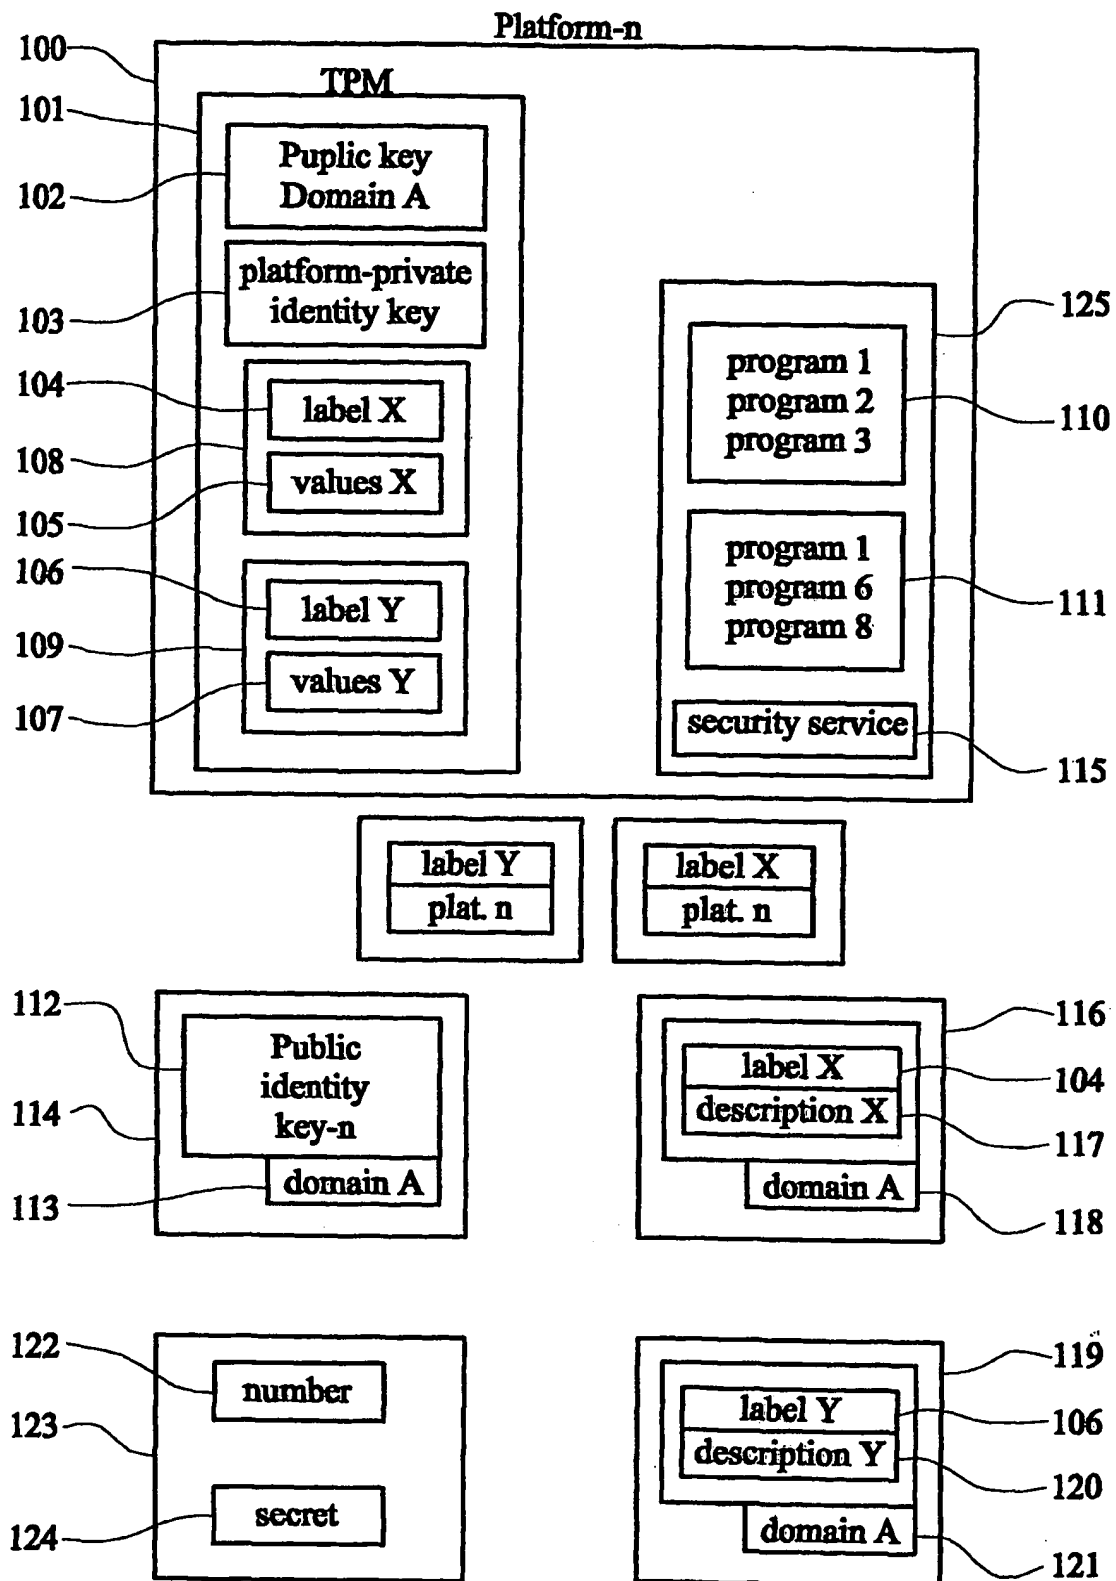 Platform-n
100
TPM
101
Puplic key
Domain A
102
platform-private
identity key
103
125
program 1
program 2
program 3
110
104
label X
108
values X
105
program 1
program 6
program 8
111
106
label Y
109
values Y
107
security service
115
label Y
plat. n
label X
plat. n
112
Public
identity
key-n
114
domain A
113
116
label X
104
description X
117
domain A
118
122
number
123
secret
124
119
label Y
106
description Y
120
domain A
121